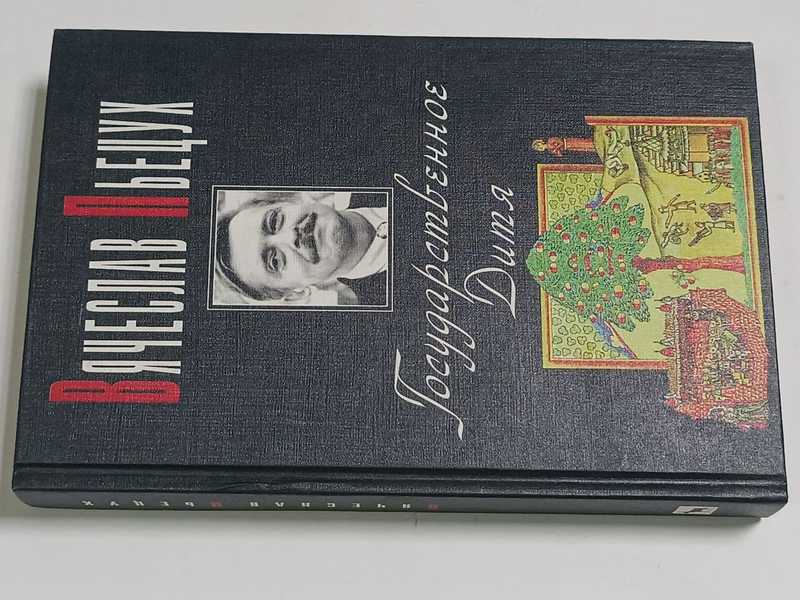 Вячеслав Пьецух
Государственное
Дитя
Вячеслав Пьецух